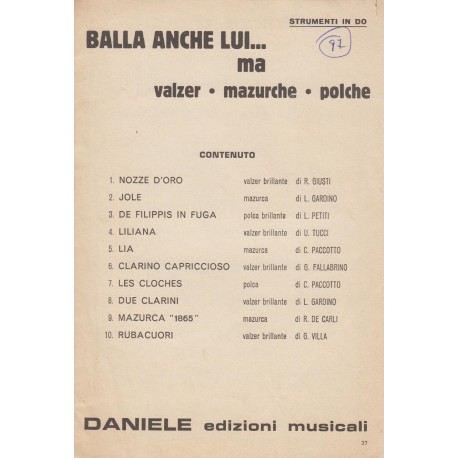 STRUMENTI IN DO
97
BALLA ANCHE LUI...
ma
valzer • mazurche • polche
CONTENUTO
1. NOZZE D'ORO valzer brillante di R. GIUSTI
2. JOLE mazurca di L. GARDINO
3. DE FILIPPIS IN FUGA polca brillante di L. PETITI
4. LILIANA valzer brillante di U. TUCCI
5. LIA mazurca di C. PACCOTTO
6. CLARINO CAPRICCIOSO valzer brillante di G. FALLABRINO
7. LES CLOCHES polca di C. PACCOTTO
8. DUE CLARINI valzer brillante di L. GARDINO
9. MAZURCA "1865" mazurca di R. DE CARLI
10. RUBACUORI valzer brillante di G. VILLA
DANIELE edizioni musicali
27